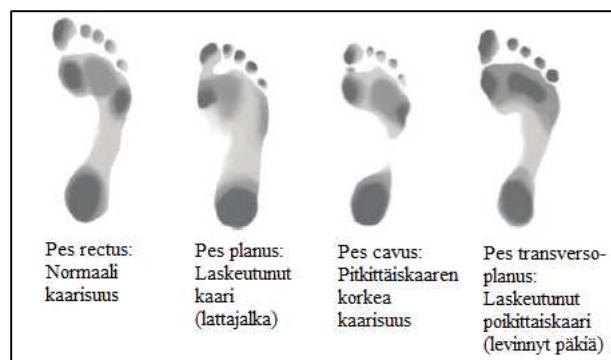 Pes rectus:
Normaali
kaarisuus
Pes planus:
Laskeutunut
kaari
(lattajalka)
Pes cavus:
Pitkittäiskaaren
korkea
kaarisuus
Pes transverso-
planus:
Laskeutunut
poikittaiskaari
(levinnyt päkiä)